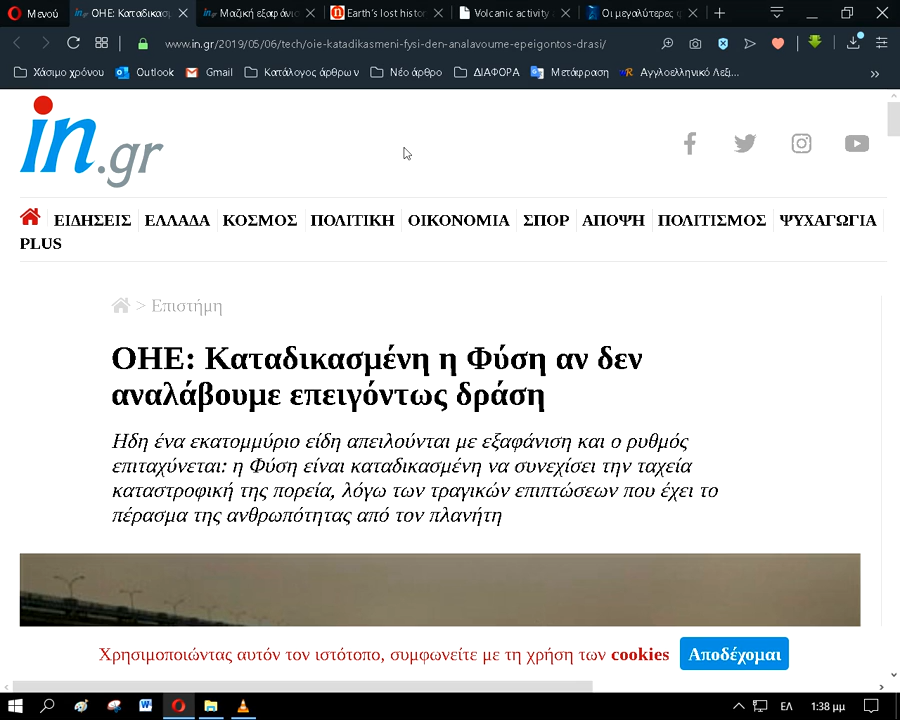 Μενού
ΟΗΕ: Καταδικασ
Μαζική εξαφάνισ
Earth's lost histor
Volcanic activity
Οι μεγαλύτερες
www.in.gr/2019/05/06/tech/oie-katadikasmeni-fysi-den-analavoume-epeigontos-drasi/
Χάσιμο χρόνου
Outlook
Gmail
Κατάλογος άρθρων
Νέο άρθρο
ΔΙΑΦΟΡΑ
Μετάφραση
Αγγλοελληνικό Λεξι...
in.gr
ΕΙΔΗΣΕΙΣ ΕΛΛΑΔΑ ΚΟΣΜΟΣ ΠΟΛΙΤΙΚΗ ΟΙΚΟΝΟΜΙΑ ΣΠΟΡ ΑΠΟΨΗ ΠΟΛΙΤΙΣΜΟΣ ΨΥΧΑΓΩΓΙΑ
PLUS
> Επιστήμη
ΟΗΕ: Καταδικασμένη η Φύση αν δεν
αναλάβουμε επειγόντως δράση
Ηδη ένα εκατομμύριο είδη απειλούνται με εξαφάνιση και ο ρυθμός
επιταχύνεται: η Φύση είναι καταδικασμένη να συνεχίσει την ταχεία
καταστροφική της πορεία, λόγω των τραγικών επιπτώσεων που έχει το
πέρασμα της ανθρωπότητας από τον πλανήτη
Χρησιμοποιώντας αυτόν τον ιστότοπο, συμφωνείτε με τη χρήση των cookies
Αποδέχομαι
ΕΛ
1:38 μμ